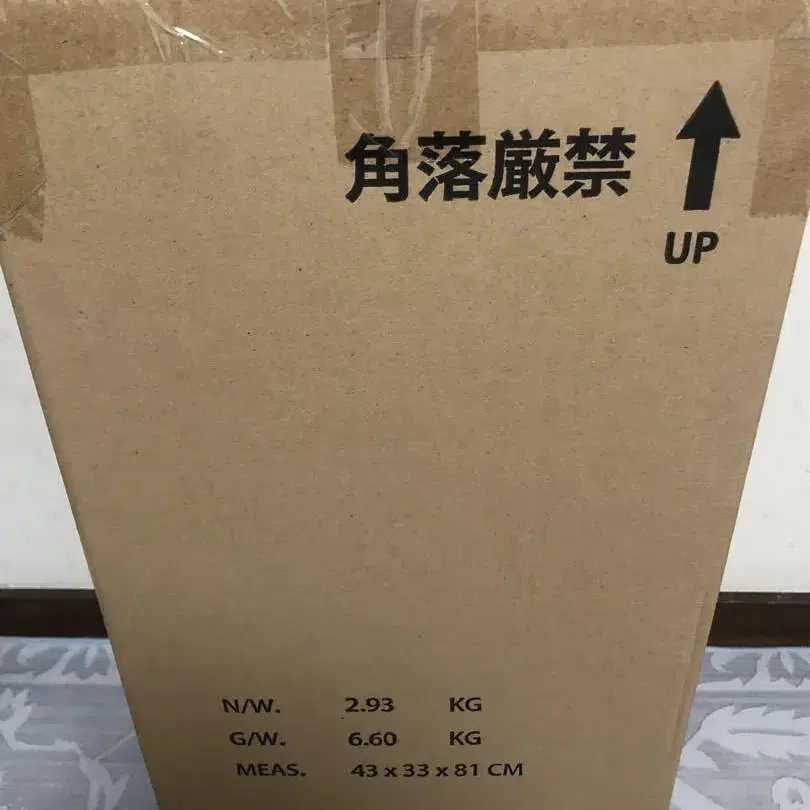 角落厳禁
UP
N/W. 2.93 KG
G/W. 6.60 KG
MEAS. 43 x 33 x 81 CM